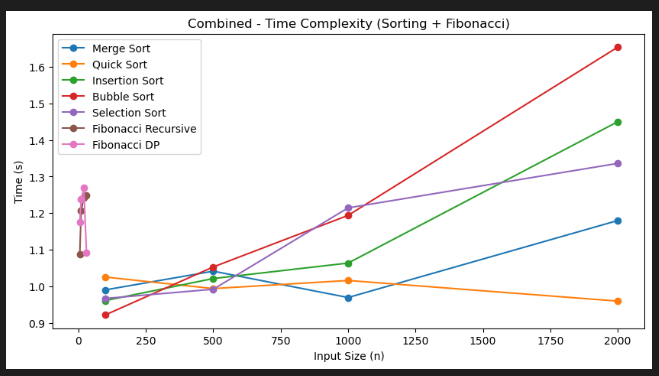 Combined - Time Complexity (Sorting + Fibonacci)
Merge Sort
Quick Sort
Insertion Sort
Bubble Sort
Selection Sort
Fibonacci Recursive
Fibonacci DP
Time (s)
1.6
1.5
1.4
1.3
1.2
1.1
1.0
0.9
0 250 500 750 1000 1250 1500 1750 2000
Input Size (n)